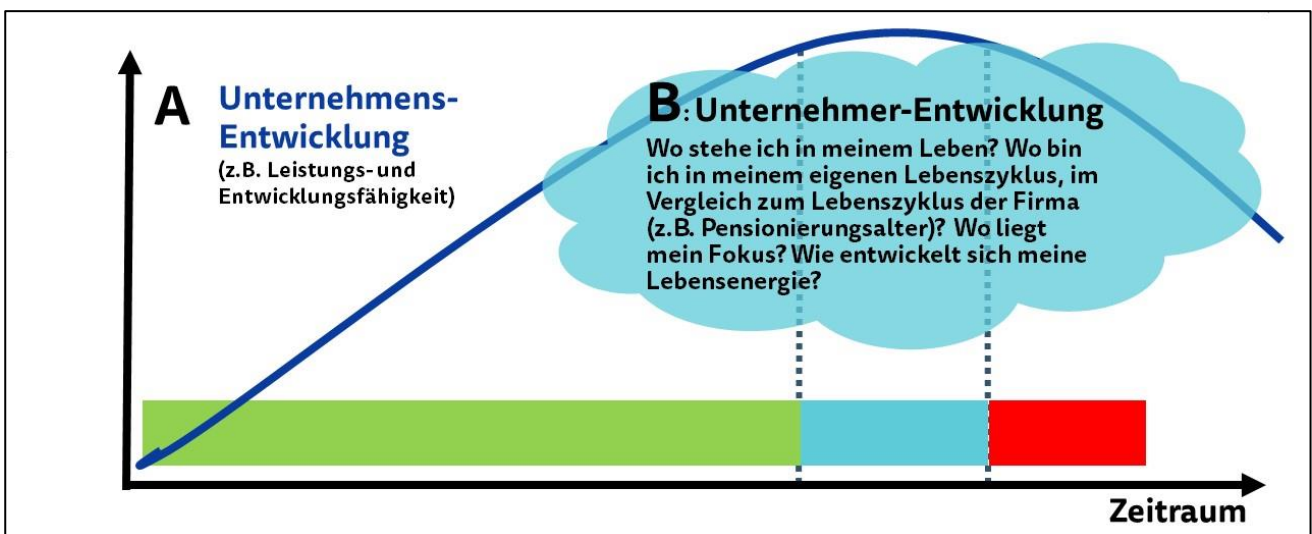 A
Unternehmens-
Entwicklung
(z.B. Leistungs- und
Entwicklungsfähigkeit)
B: Unternehmer-Entwicklung
Wo stehe ich in meinem Leben? Wo bin
ich in meinem eigenen Lebenszyklus, im
Vergleich zum Lebenszyklus der Firma
(z.B. Pensionierungsalter)? Wo liegt
mein Fokus? Wie entwickelt sich meine
Lebensenergie?
Zeitraum